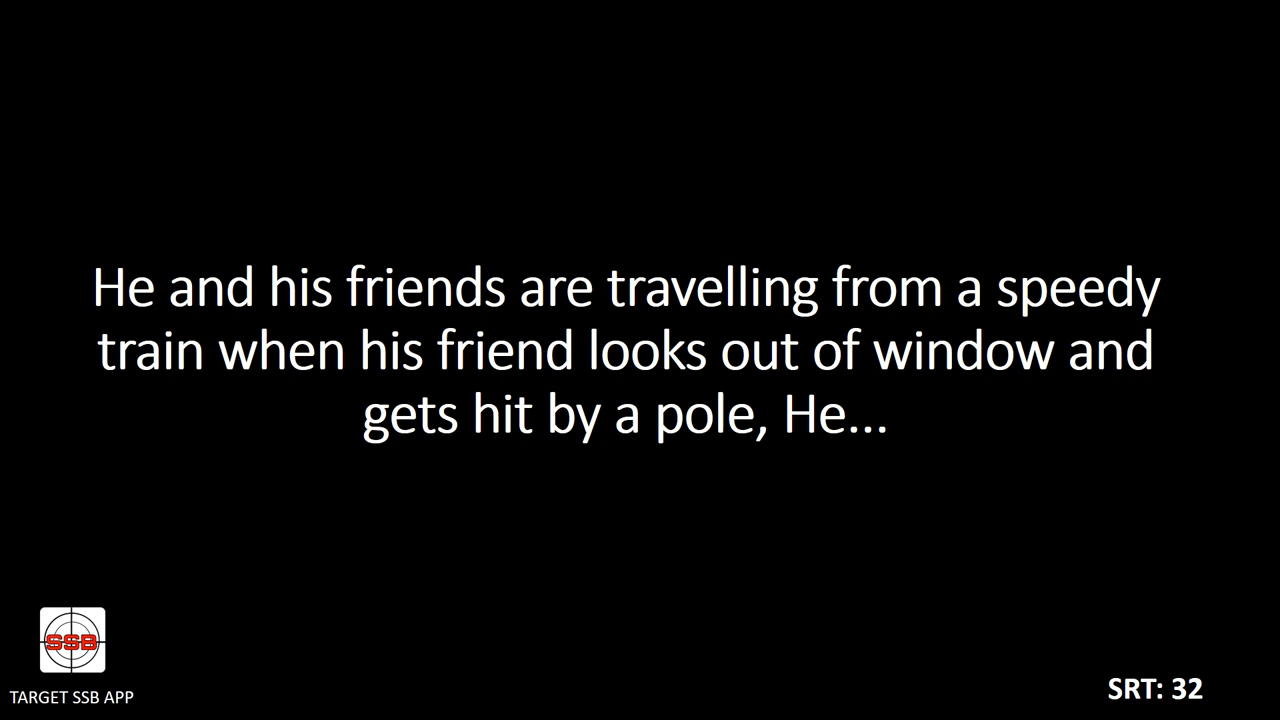 He and his friends are travelling from a speedy
train when his friend looks out of window and
gets hit by a pole, He...
SSB
TARGET SSB APP
SRT: 32